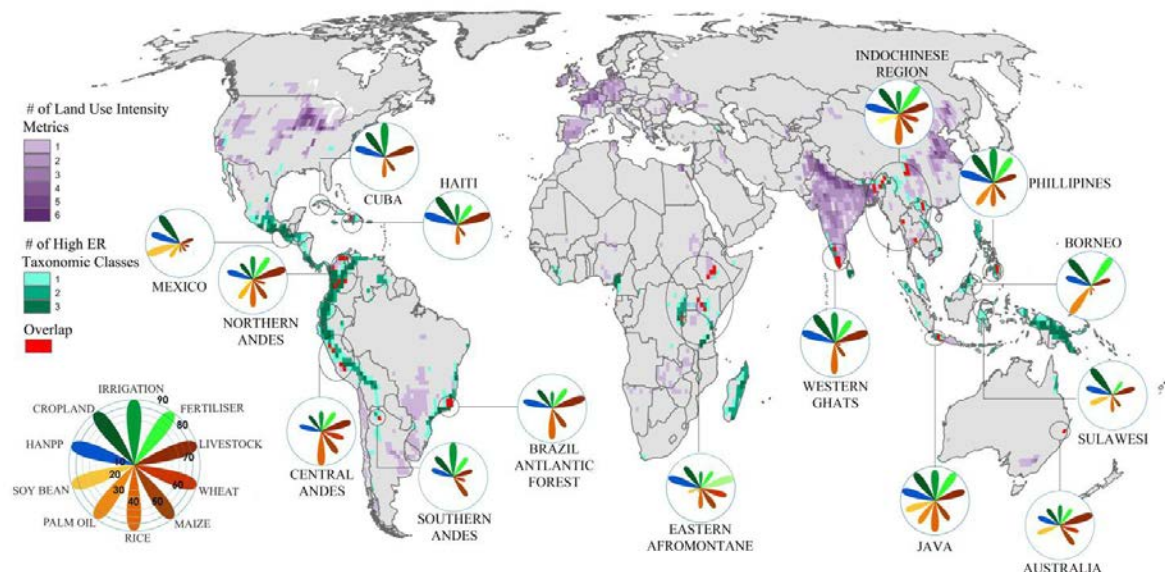 # of Land Use Intensity
Metrics
1
2
3
4
5
6
# of High ER
Taxonomic Classes
1
2
3
Overlap
IRRIGATION
CROPLAND
FERTILISER
HANPP
LIVESTOCK
SOY BEAN
WHEAT
PALM OIL
MAIZE
RICE
90
80
70
60
50
40
30
20
10
CUBA
HAITI
MEXICO
NORTHERN
ANDES
CENTRAL
ANDES
SOUTHERN
ANDES
BRAZIL
ANTLANTIC
FOREST
EASTERN
AFROMONTANE
INDOCHINESE
REGION
PHILLIPINES
BORNEO
WESTERN
GHATS
SULAWESI
JAVA
AUSTRALIA